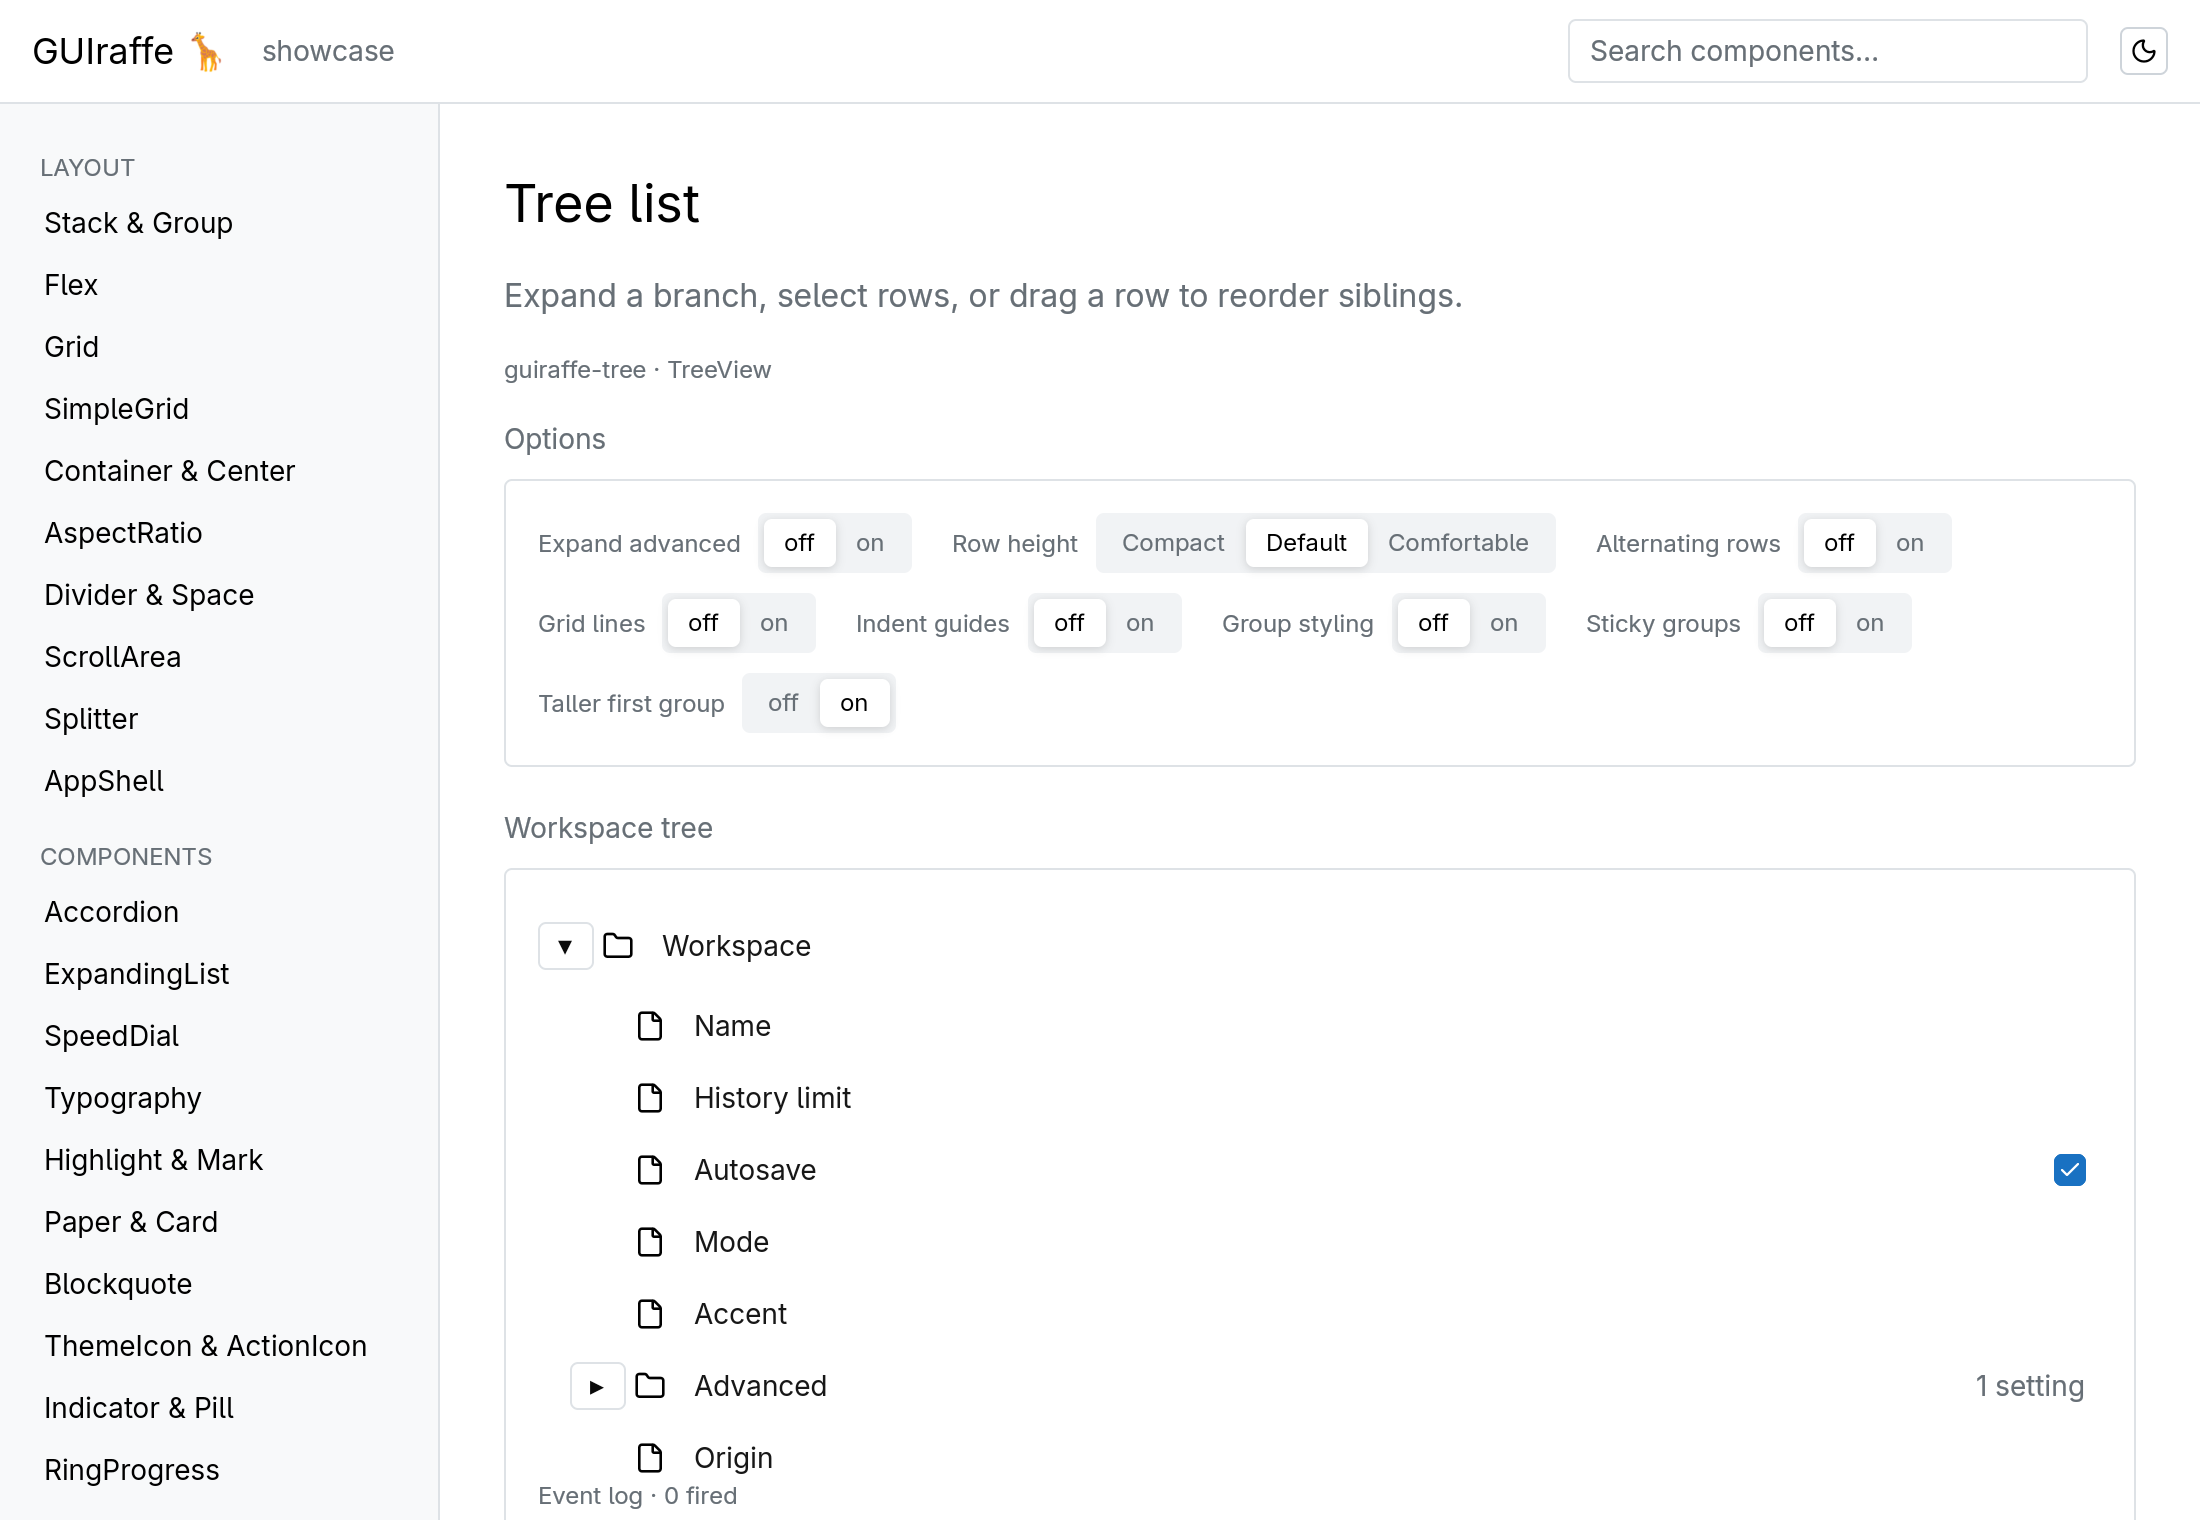 GUIraffe 🦒 showcase Search components...
LAYOUT
Stack & Group
Flex
Grid
SimpleGrid
Container & Center
AspectRatio
Divider & Space
ScrollArea
Splitter
AppShell
COMPONENTS
Accordion
ExpandingList
SpeedDial
Typography
Highlight & Mark
Paper & Card
Blockquote
ThemeIcon & ActionIcon
Indicator & Pill
RingProgress
Tree list
Expand a branch, select rows, or drag a row to reorder siblings.
guiraffe-tree · TreeView
Options
Expand advanced off on Row height Compact Default Comfortable Alternating rows off on
Grid lines off on Indent guides off on Group styling off on Sticky groups off on
Taller first group off on
Workspace tree
▼ Workspace
Name
History limit
Autosave
Mode
Accent
▶ Advanced 1 setting
Origin
Event log · 0 fired